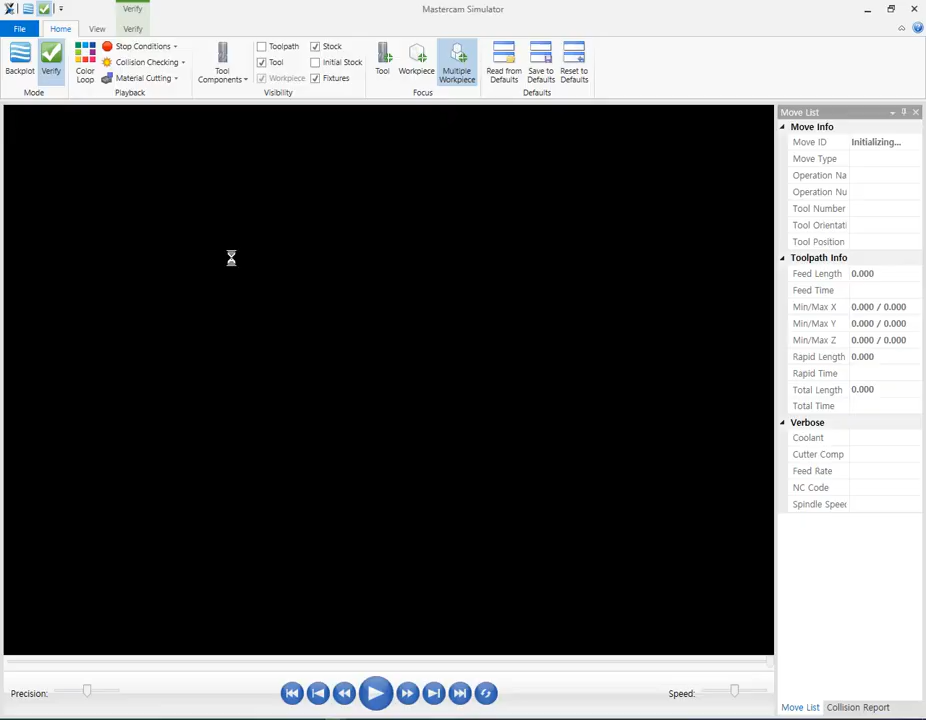 Verify
Mastercam Simulator
File
Home
View
Verify
Backplot
Verify
Mode
Color Loop
Stop Conditions
Collision Checking
Material Cutting
Playback
Tool Components
Toolpath
Tool
Workpiece
Stock
Initial Stock
Fixtures
Visibility
Tool
Workpiece
Multiple Workpiece
Focus
Read from Defaults
Save to Defaults
Reset to Defaults
Defaults
Move List
Move Info
Move ID Initializing...
Move Type
Operation Na
Operation Nu
Tool Number
Tool Orientati
Tool Position
Toolpath Info
Feed Length 0.000
Feed Time
Min/Max X 0.000 / 0.000
Min/Max Y 0.000 / 0.000
Min/Max Z 0.000 / 0.000
Rapid Length 0.000
Rapid Time
Total Length 0.000
Total Time
Verbose
Coolant
Cutter Comp
Feed Rate
NC Code
Spindle Speed
Precision:
Speed:
Move List
Collision Report